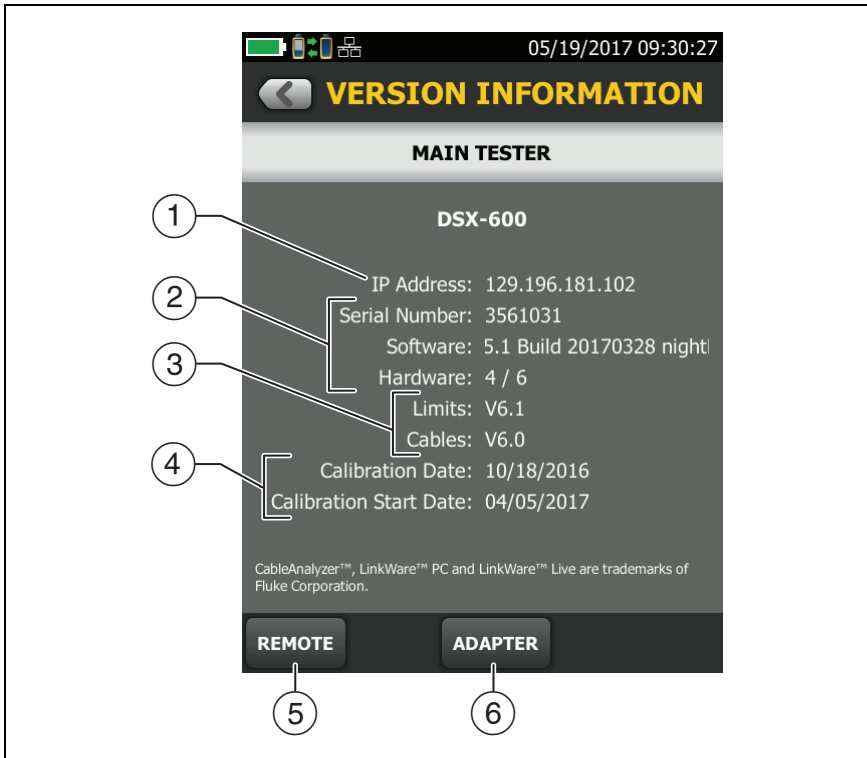 05/19/2017 09:30:27
VERSION INFORMATION
MAIN TESTER
DSX-600
1
IP Address: 129.196.181.102
2
Serial Number: 3561031
Software: 5.1 Build 20170328 nightl
3
Hardware: 4 / 6
Limits: V6.1
Cables: V6.0
4
Calibration Date: 10/18/2016
Calibration Start Date: 04/05/2017
CableAnalyzer™, LinkWare™ PC and LinkWare™ Live are trademarks of
Fluke Corporation.
REMOTE ADAPTER
5 6